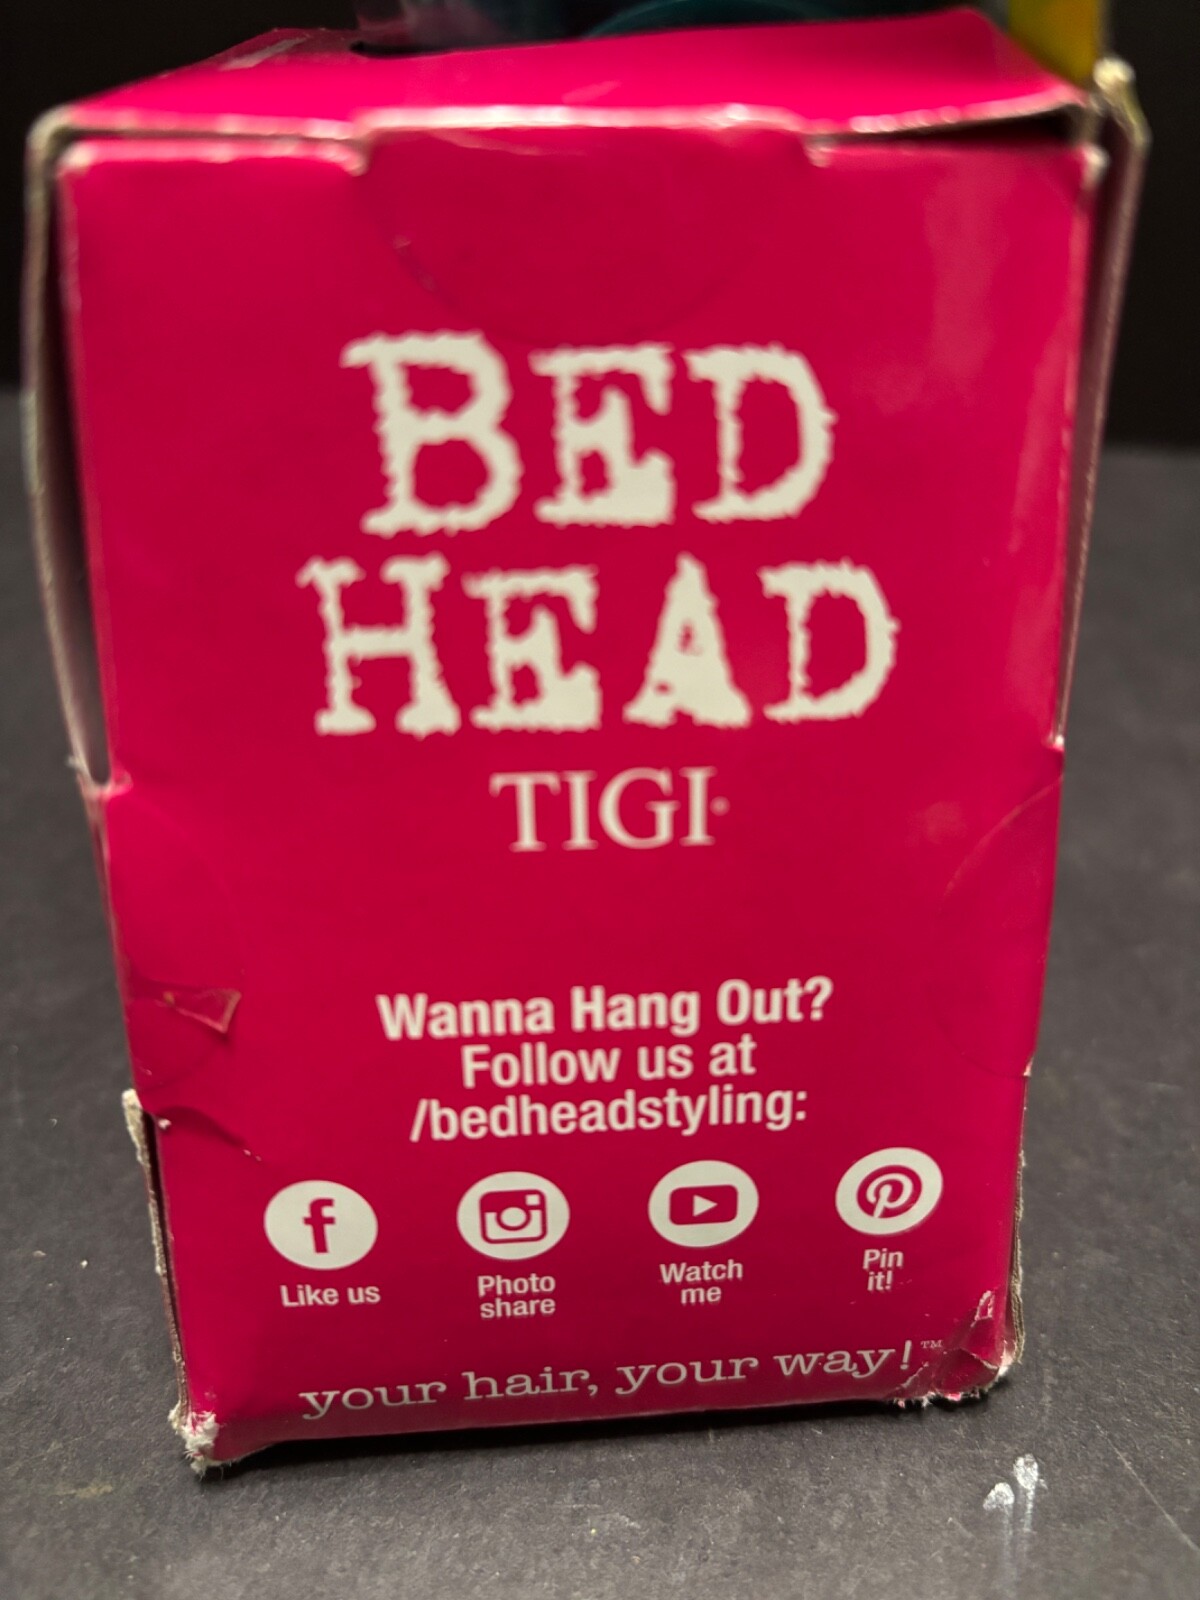 BED
HEAD
TIGI®
Wanna Hang Out?
Follow us at
/bedheadstyling:
Like us
Photo share
Watch me
Pin it!
your hair, your way!™